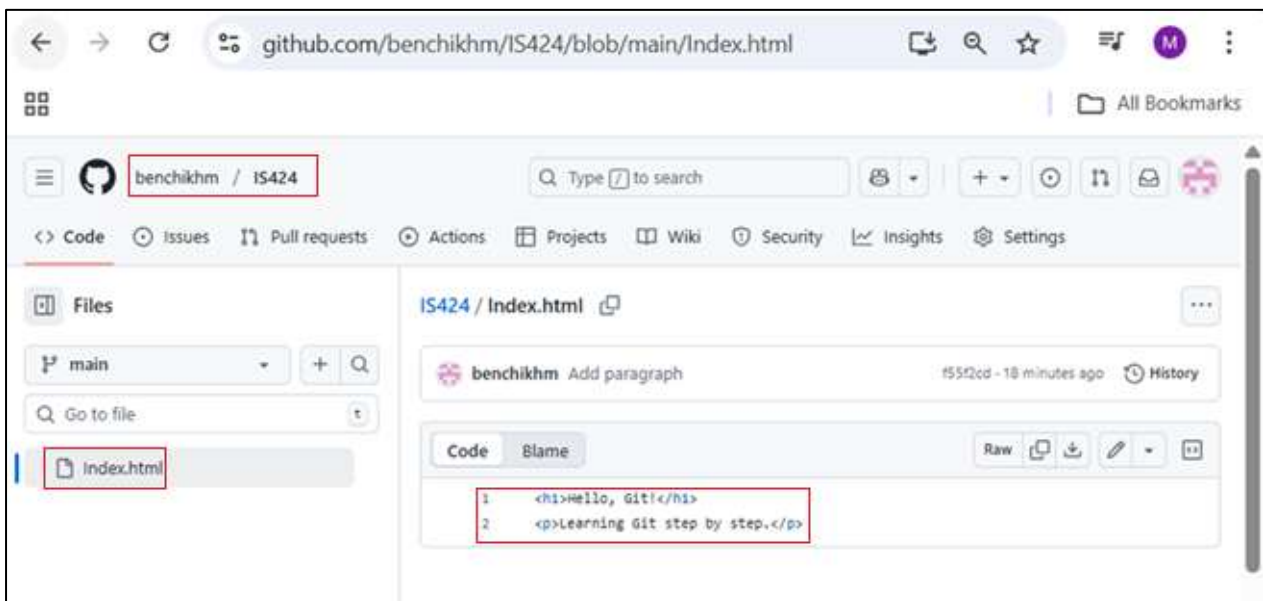 github.com/benchikhm/IS424/blob/main/Index.html M
All Bookmarks
benchikhm / IS424 Type / to search
Code Issues Pull requests Actions Projects Wiki Security Insights Settings
Files
IS424 / Index.html
main
benchikhm Add paragraph f55f2cd - 18 minutes ago History
Go to file t
Code Blame Raw
Index.html
1 <h1>Hello, Git!</h1>
2 <p>Learning Git step by step.</p>